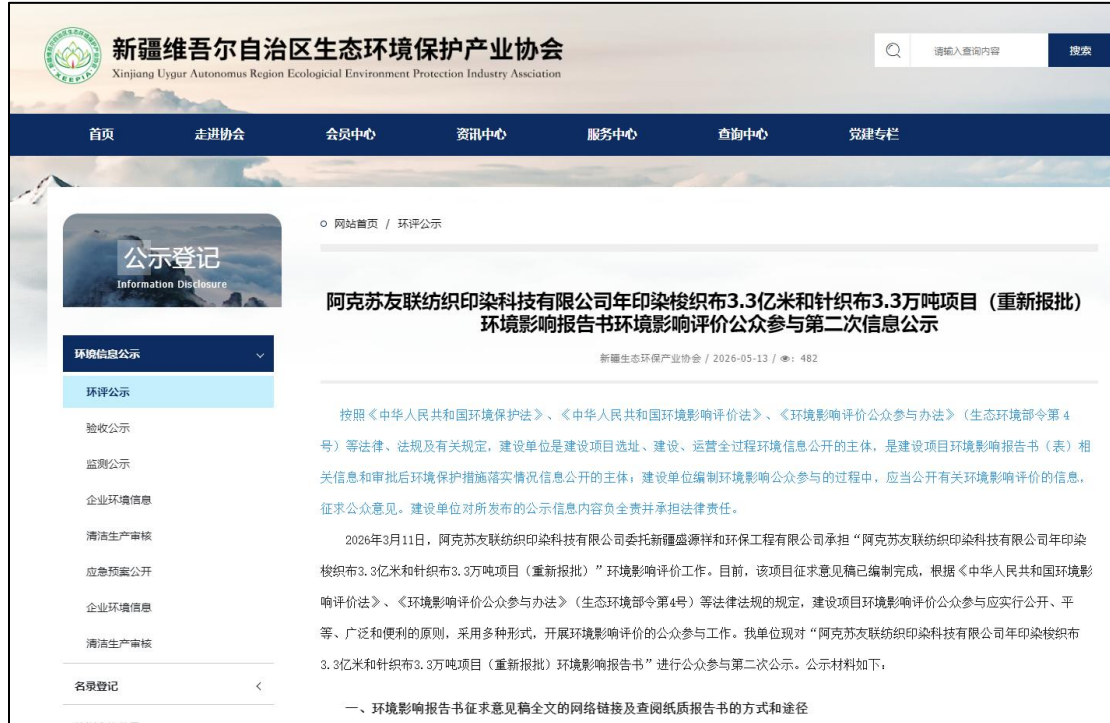 新疆维吾尔自治区生态环境保护产业协会
Xinjiang Uygur Autonomus Region Ecologicial Environment Protection Industry Assciation
请输入查询内容
搜索
首页
走进协会
会员中心
资讯中心
服务中心
查询中心
党建专栏
公示登记
Information Disclosure
环境信息公示
环评公示
验收公示
监测公示
企业环境信息
清洁生产审核
应急预案公开
企业环境信息
清洁生产审核
名录登记
网站首页 / 环评公示
阿克苏友联纺织印染科技有限公司年印染梭织布3.3亿米和针织布3.3万吨项目（重新报批）
环境影响报告书环境影响评价公众参与第二次信息公示
新疆生态环保产业协会 / 2026-05-13 / : 482
按照《中华人民共和国环境保护法》、《中华人民共和国环境影响评价法》、《环境影响评价公众参与办法》（生态环境部令第 4
号）等法律、法规及有关规定，建设单位是建设项目选址、建设、运营全过程环境信息公开的主体，是建设项目环境影响报告书（表）相
关信息和审批后环境保护措施落实情况信息公开的主体；建设单位编制环境影响公众参与的过程中，应当公开有关环境影响评价的信息，
征求公众意见。建设单位对所发布的公示信息内容负全责并承担法律责任。
2026年3月11日，阿克苏友联纺织印染科技有限公司委托新疆盛源祥和环保工程有限公司承担“阿克苏友联纺织印染科技有限公司年印染
梭织布3.3亿米和针织布3.3万吨项目（重新报批）”环境影响评价工作。目前，该项目征求意见稿已编制完成，根据《中华人民共和国环境影
响评价法》、《环境影响评价公众参与办法》（生态环境部令第4号）等法律法规的规定，建设项目环境影响评价公众参与应实行公开、平
等、广泛和便利的原则，采用多种形式，开展环境影响评价的公众参与工作。我单位现对“阿克苏友联纺织印染科技有限公司年印染梭织布
3.3亿米和针织布3.3万吨项目（重新报批）环境影响报告书”进行公众参与第二次公示。公示材料如下：
一、环境影响报告书征求意见稿全文的网络链接及查阅纸质报告书的方式和途径